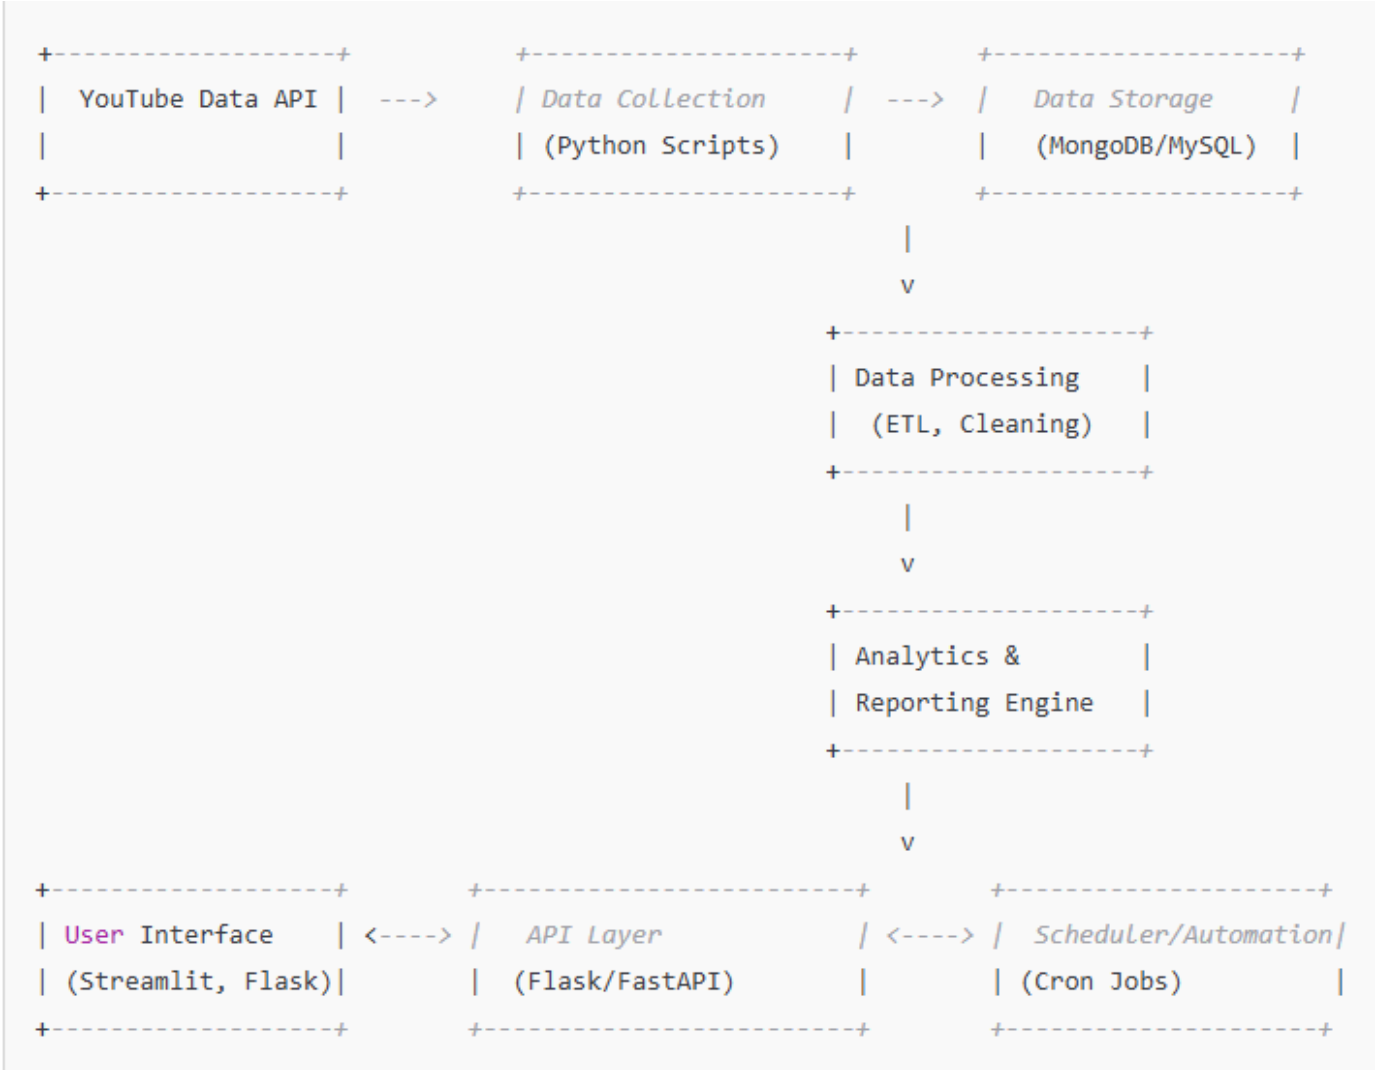 +-------------------+ +---------------------+ +--------------------+
| YouTube Data API | ---> | Data Collection | ---> | Data Storage |
| | | (Python Scripts) | | (MongoDB/MySQL) |
+-------------------+ +---------------------+ +--------------------+
|
v
+--------------------+
| Data Processing |
| (ETL, Cleaning) |
+--------------------+
|
v
+--------------------+
| Analytics & |
| Reporting Engine |
+--------------------+
|
v
+-------------------+ +-------------------------+ +---------------------+
| User Interface | <----> | API Layer | <----> | Scheduler/Automation|
| (Streamlit, Flask)| | (Flask/FastAPI) | | (Cron Jobs) |
+-------------------+ +-------------------------+ +---------------------+